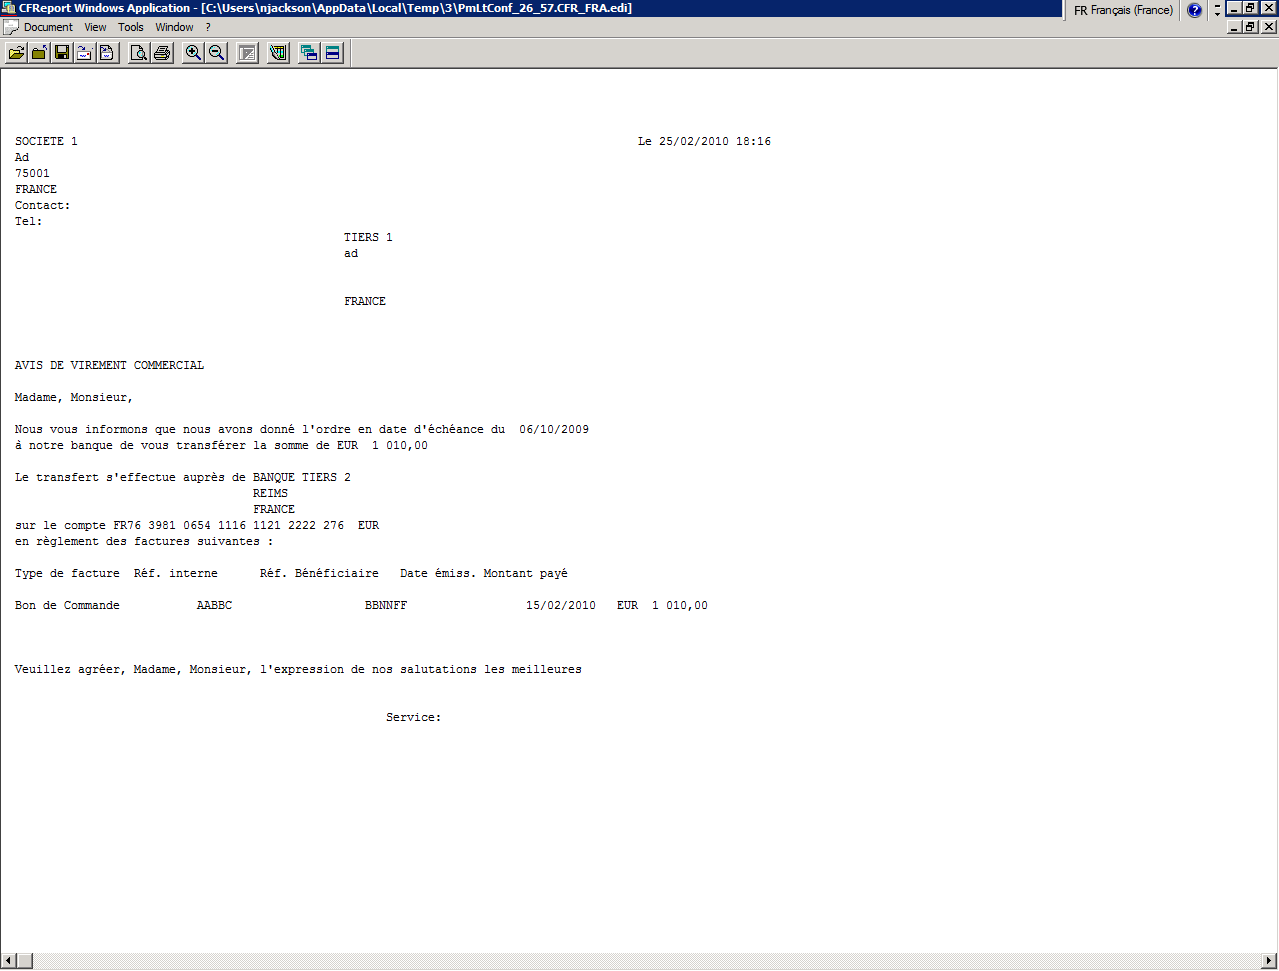 CFReport Windows Application - [C:\Users\njackson\AppData\Local\Temp\3\PmLtConf_26_57.CFR_FRA.edi]
FR Français (France)
Document View Tools Window ?
SOCIETE 1 Le 25/02/2010 18:16
Ad
75001
FRANCE
Contact:
Tel:
TIERS 1
ad
FRANCE
AVIS DE VIREMENT COMMERCIAL
Madame, Monsieur,
Nous vous informons que nous avons donné l'ordre en date d'échéance du 06/10/2009
à notre banque de vous transférer la somme de EUR 1 010,00
Le transfert s'effectue auprès de BANQUE TIERS 2
REIMS
FRANCE
sur le compte FR76 3981 0654 1116 1121 2222 276 EUR
en règlement des factures suivantes :
Type de facture Réf. interne Réf. Bénéficiaire Date émiss. Montant payé
Bon de Commande AABBC BBNNFF 15/02/2010 EUR 1 010,00
Veuillez agréer, Madame, Monsieur, l'expression de nos salutations les meilleures
Service: